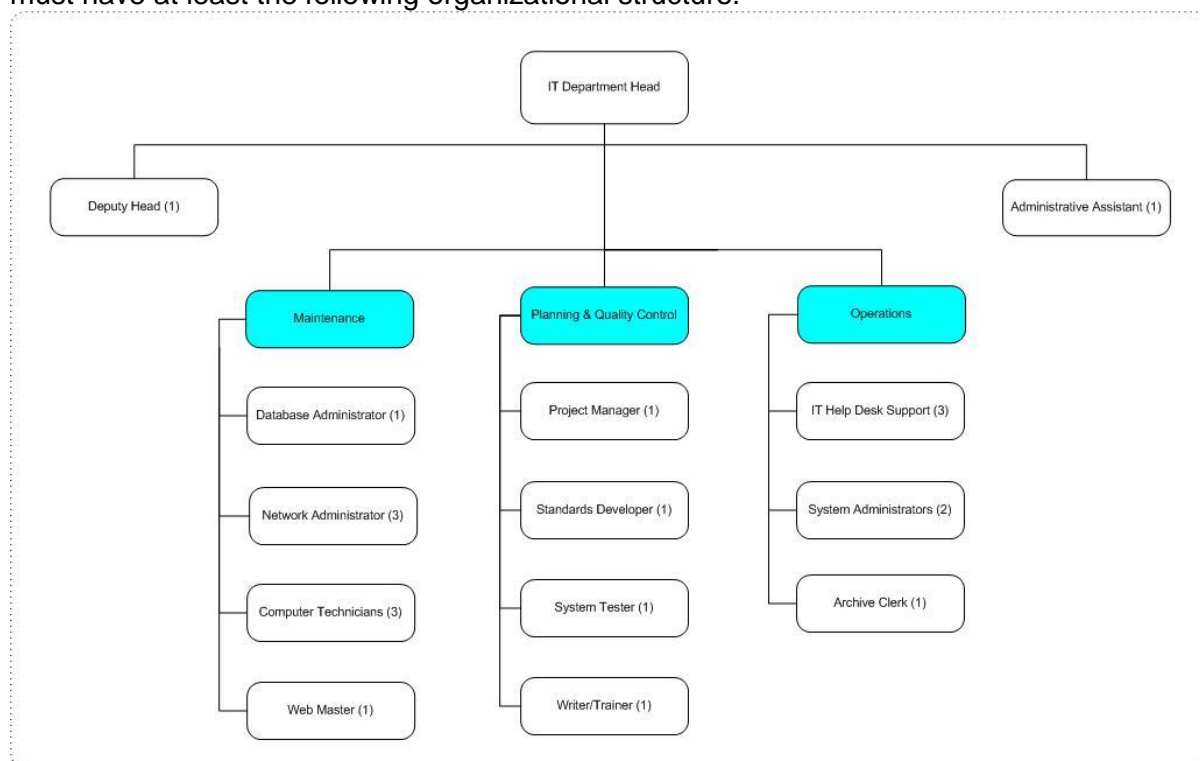 must have at least the following organizational structure:
IT Department Head
Deputy Head (1)
Administrative Assistant (1)
Maintenance
Planning & Quality Control
Operations
Database Administrator (1)
Project Manager (1)
IT Help Desk Support (3)
Network Administrator (3)
Standards Developer (1)
System Administrators (2)
Computer Technicians (3)
System Tester (1)
Archive Clerk (1)
Web Master (1)
Writer/Trainer (1)